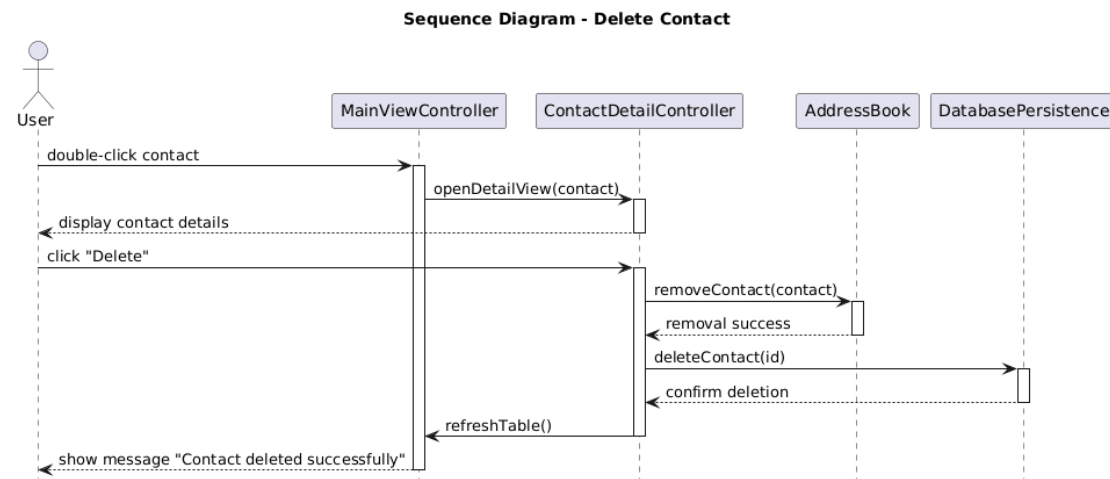 Sequence Diagram - Delete Contact
User
MainViewController
ContactDetailController
AddressBook
DatabasePersistence
double-click contact
openDetailView(contact)
display contact details
click "Delete"
removeContact(contact)
removal success
deleteContact(id)
confirm deletion
refreshTable()
show message "Contact deleted successfully"